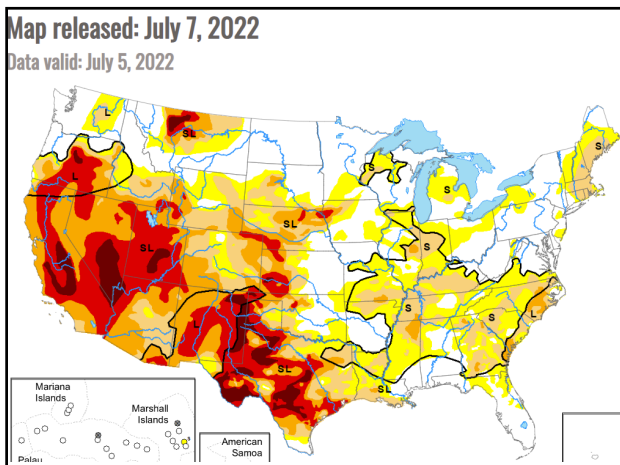 Map released: July 7, 2022
Data valid: July 5, 2022
L
SL
S
S
S
L
SL
SL
S
S
S
L
L
SL
SL
Mariana
Islands
Marshall
Islands
American
Samoa
Palau